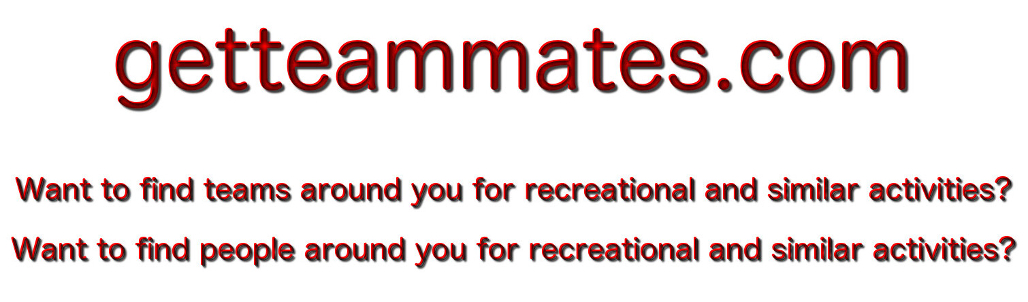 getteammates.com
Want to find teams around you for recreational and similar activities?
Want to find people around you for recreational and similar activities?